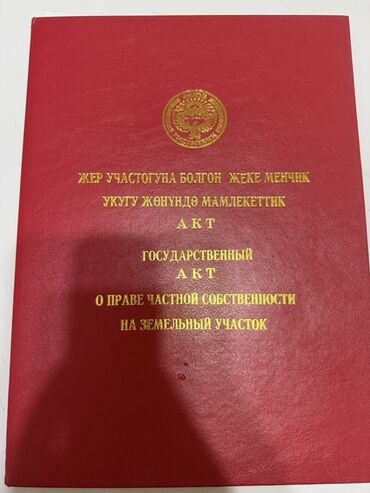 ЖЕР УЧАСТОГУНА БОЛГОН ЖЕКЕ МЕНЧИК
УКУГУ ЖӨНҮНДӨ МАМЛЕКЕТТИК
АКТ
ГОСУДАРСТВЕННЫЙ
АКТ
О ПРАВЕ ЧАСТНОЙ СОБСТВЕННОСТИ
НА ЗЕМЕЛЬНЫЙ УЧАСТОК